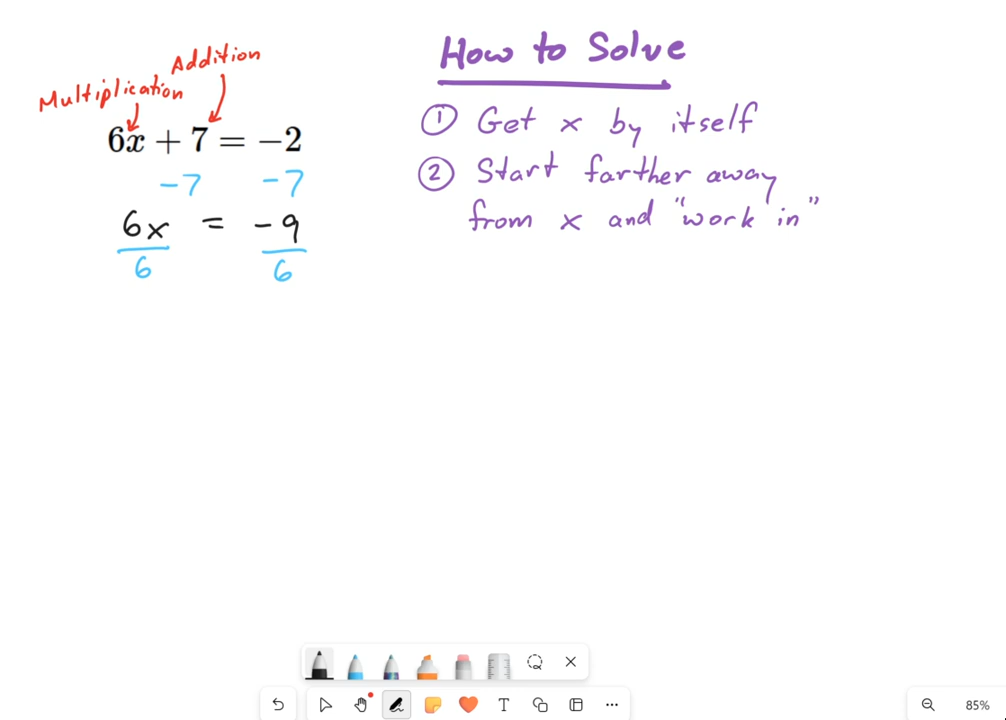 Addition
Multiplication
6x + 7 = −2
−7 −7
6x = −9
6 6
How to Solve
① Get x by itself
② Start farther away
from x and "work in"
T
85%